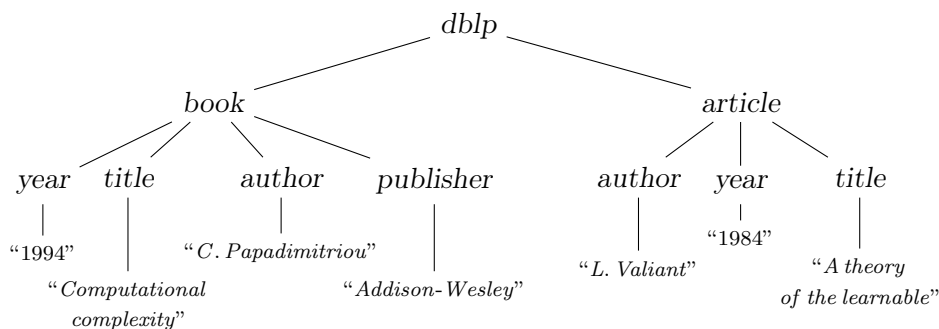 dblp
book
article
year
title
author
publisher
author
year
title
“1994”
“Computational
complexity”
“C. Papadimitriou”
“Addison-Wesley”
“L. Valiant”
“1984”
“A theory
of the learnable”